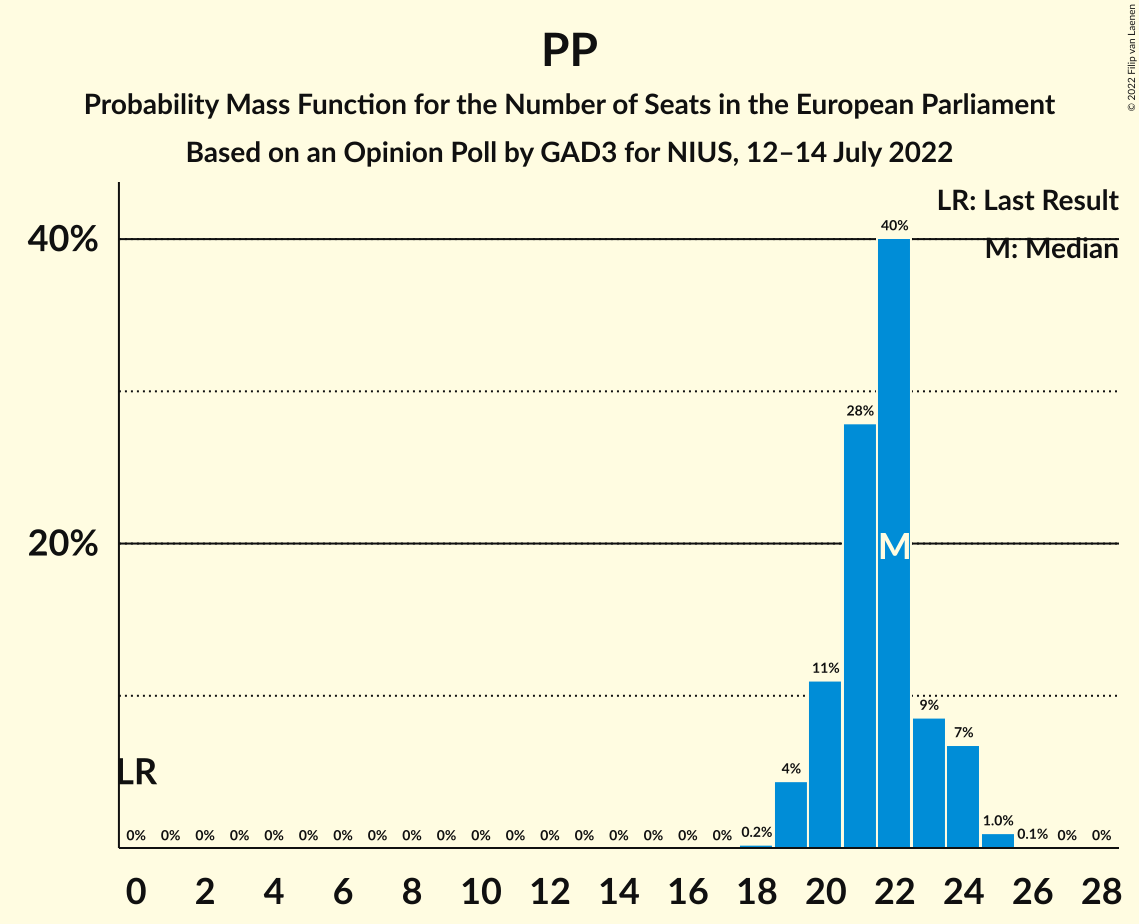 PP
Probability Mass Function for the Number of Seats in the European Parliament
Based on an Opinion Poll by GAD3 for NIUS, 12–14 July 2022
© 2022 Filip van Laenen
LR: Last Result
M: Median
40%
20%
40%
28%
M
11%
9%
7%
4%
LR
0% 0% 0% 0% 0% 0% 0% 0% 0% 0% 0% 0% 0% 0% 0% 0% 0% 0% 0.2% 1.0% 0.1% 0% 0%
0 2 4 6 8 10 12 14 16 18 20 22 24 26 28